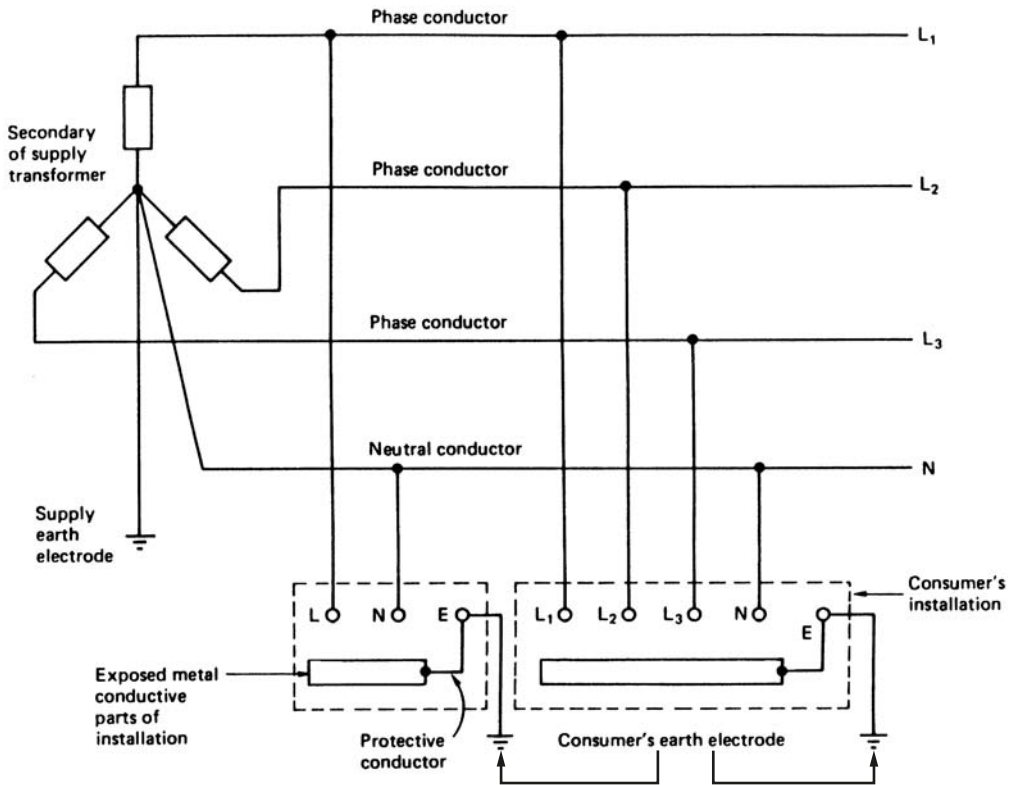 Phase conductor
L₁
Secondary
of supply
transformer
Phase conductor
L₂
Phase conductor
L₃
Neutral conductor
N
Supply
earth
electrode
Consumer's
installation
L N E
L₁ L₂ L₃ N E
Exposed metal
conductive
parts of
installation
Protective
conductor
Consumer's earth electrode